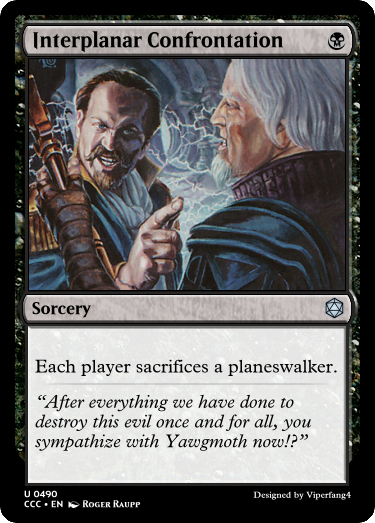 Interplanar Confrontation
Sorcery
Each player sacrifices a planeswalker.
“After everything we have done to
destroy this evil once and for all, you
sympathize with Yawgmoth now!?”
U 0490
CCC • EN Roger Raupp
Designed by Viperfang4